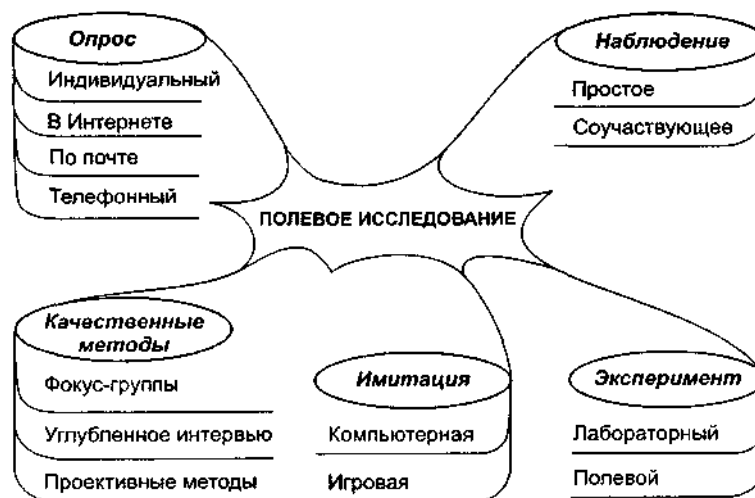 Опрос
Индивидуальный
В Интернете
По почте
Телефонный
Наблюдение
Простое
Соучаствующее
ПОЛЕВОЕ ИССЛЕДОВАНИЕ
Качественные
методы
Фокус-группы
Углубленное интервью
Проективные методы
Имитация
Компьютерная
Игровая
Эксперимент
Лабораторный
Полевой